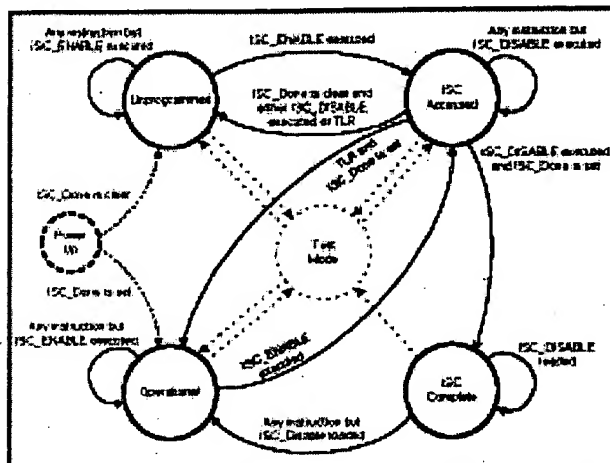 Any instruction but
ISC_ENABLE executed
ISC_ENABLE executed
Any instruction but
ISC_DISABLE executed
Unprogrammed
ISC_Done is clear and
either ISC_DISABLE
executed or TLR
ISC
Accessed
TLR and
ISC_Done is set
ISC_DISABLE executed
and ISC_Done is set
ISC_Done is clear
Power
Up
Test
Mode
ISC_Done is set
Any instruction but
ISC_ENABLE executed
ISC_ENABLE
executed
ISC_DISABLE
loaded
Operational
ISC
Complete
Any instruction but
ISC_Disable loaded